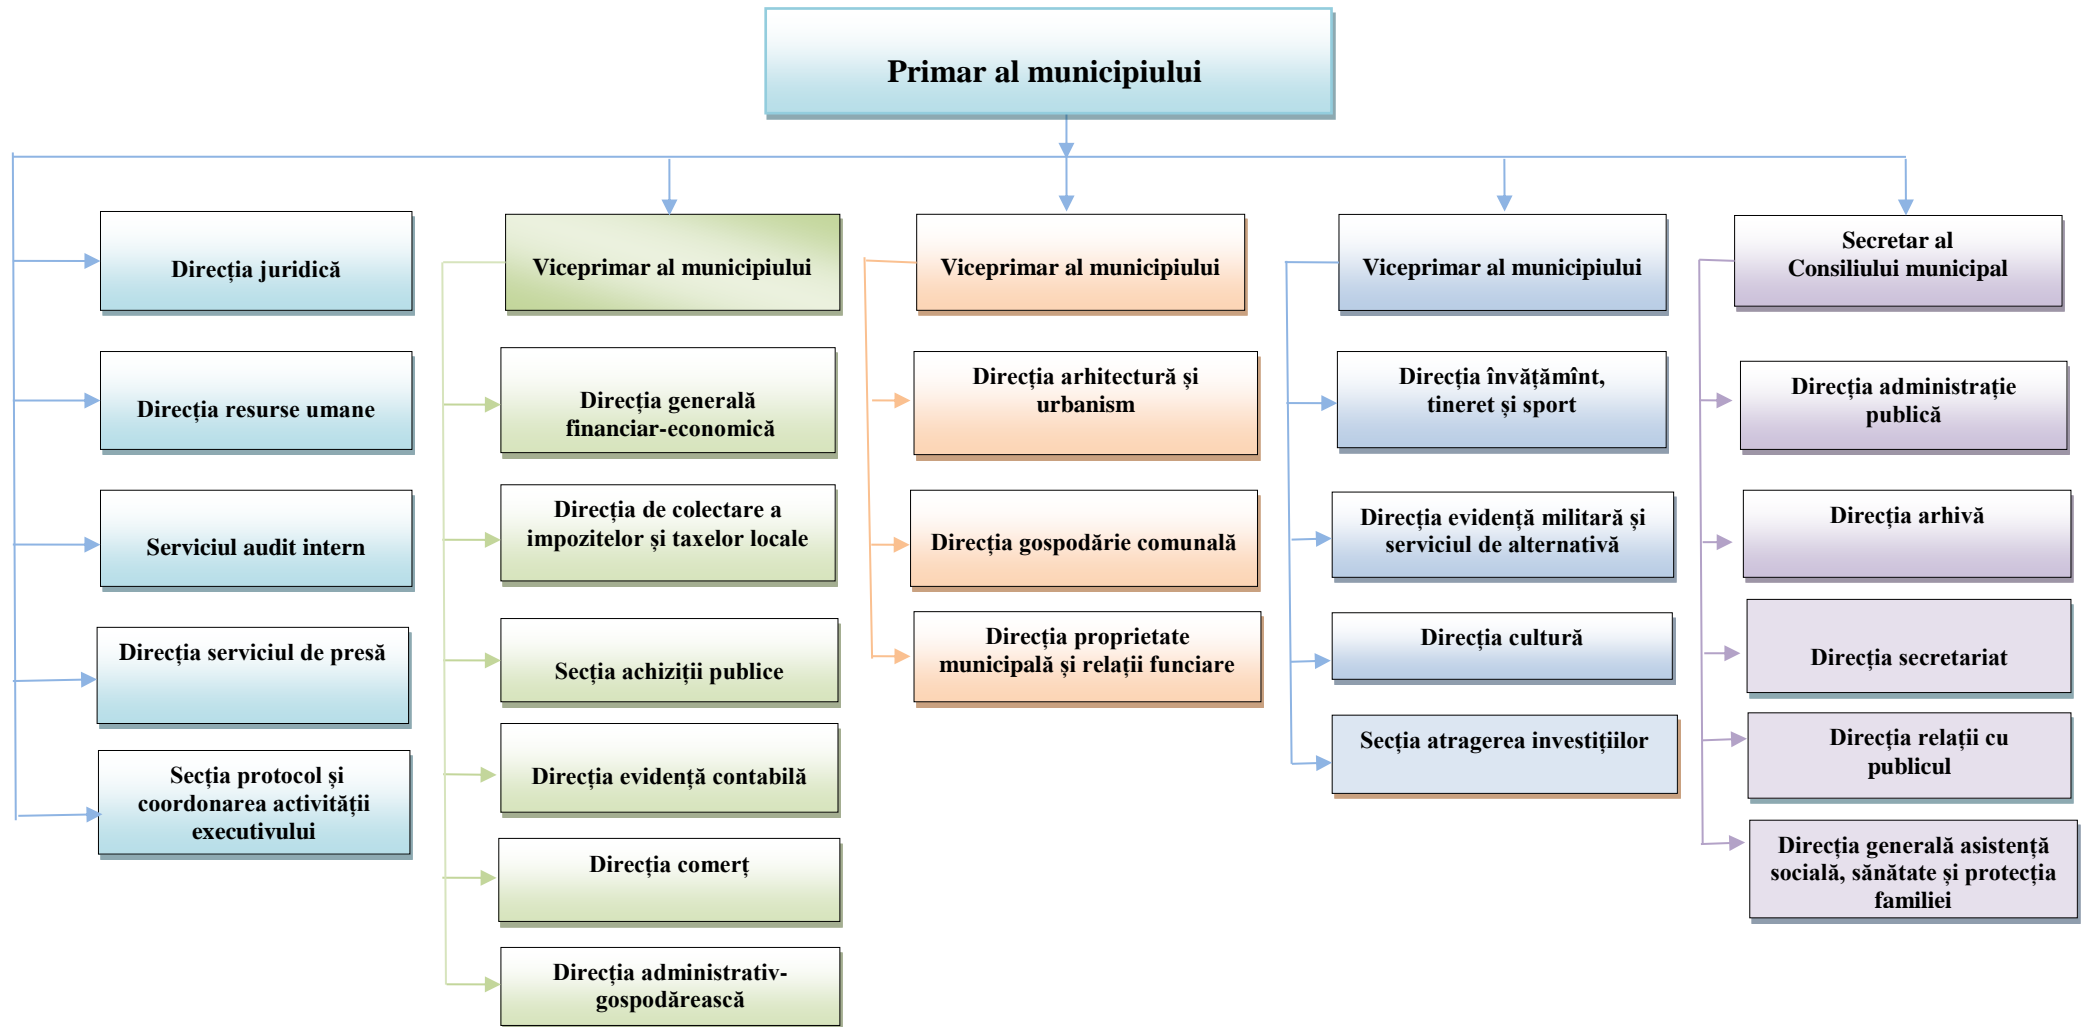 Primar al municipiului
Direcția juridică
Direcția resurse umane
Serviciul audit intern
Direcția serviciul de presă
Secția protocol și
coordonarea activității
executivului
Viceprimar al municipiului
Direcția generală
financiar-economică
Direcția de colectare a
impozitelor și taxelor locale
Secția achiziții publice
Direcția evidență contabilă
Direcția comerț
Direcția administrativ-
gospodărească
Viceprimar al municipiului
Direcția arhitectură și
urbanism
Direcția gospodărie comunală
Direcția proprietate
municipală și relații funciare
Viceprimar al municipiului
Direcția învățămînt,
tineret și sport
Direcția evidență militară și
serviciul de alternativă
Direcția cultură
Secția atragerea investițiilor
Secretar al
Consiliului municipal
Direcția administrație
publică
Direcția arhivă
Direcția secretariat
Direcția relații cu
publicul
Direcția generală asistență
socială, sănătate și protecția
familiei